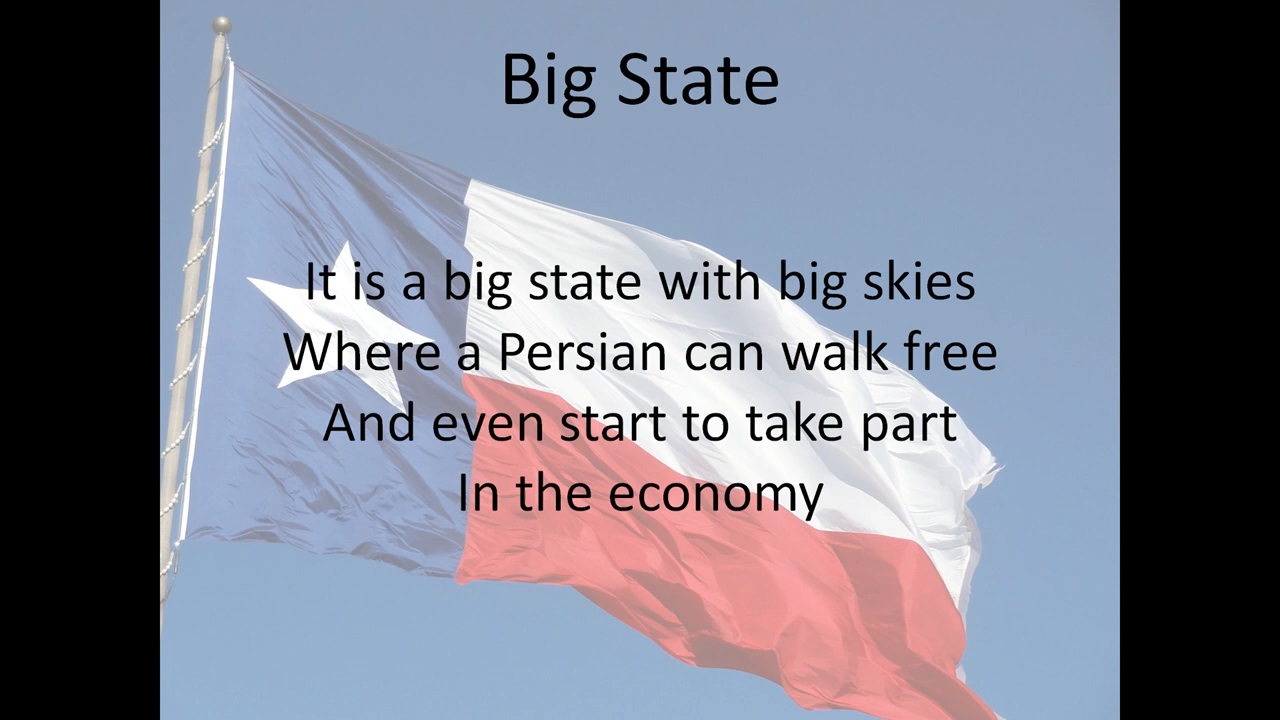 Big State
It is a big state with big skies
Where a Persian can walk free
And even start to take part
In the economy